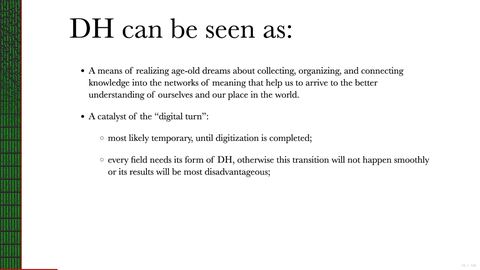 DH can be seen as:
• A means of realizing age-old dreams about collecting, organizing, and connecting
knowledge into the networks of meaning that help us to arrive to the better
understanding of ourselves and our place in the world.
• A catalyst of the “digital turn”:
○ most likely temporary, until digitization is completed;
○ every field needs its form of DH, otherwise this transition will not happen smoothly
or its results will be most disadvantageous;